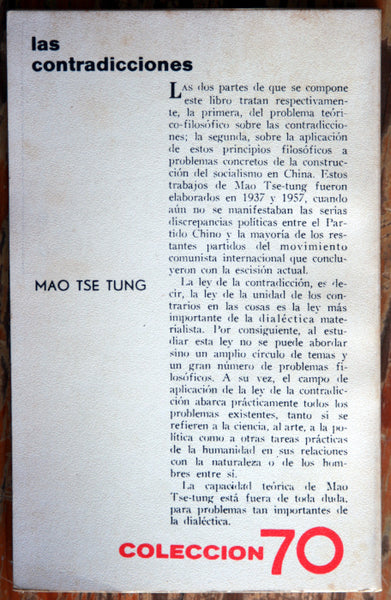 las
contradicciones
LAS dos partes de que se compone
este libro tratan respectivamen-
te, la primera, del problema teóri-
co-filosófico sobre las contradiccio-
nes; la segunda, sobre la aplicación
de estos principios filosóficos a
problemas concretos de la construc-
ción del socialismo en China. Estos
trabajos de Mao Tse-tung fueron
elaborados en 1937 y 1957, cuando
aún no se manifestaban las serias
discrepancias políticas entre el Par-
tido Chino y la mayoría de los res-
tantes partidos del movimiento
comunista internacional que conclu-
yeron con la escisión actual.
MAO TSE TUNG
La ley de la contradicción, es de-
cir, la ley de la unidad de los con-
trarios en las cosas es la ley más
importante de la dialéctica mate-
rialista. Por consiguiente, al estu-
diar esta ley no se puede abordar
sino un amplio círculo de temas y
un gran número de problemas fi-
losóficos. A su vez, el campo de
aplicación de la ley de la contradic-
ción abarca prácticamente todos los
problemas existentes, tanto si se
refieren a la ciencia, al arte, a la po-
lítica como a otras tareas prácticas
de la humanidad en sus relaciones
con la naturaleza o de los hom-
bres entre sí.
La capacidad teórica de Mao
Tse-tung está fuera de toda duda,
para problemas tan importantes de
la dialéctica.
COLECCION 70